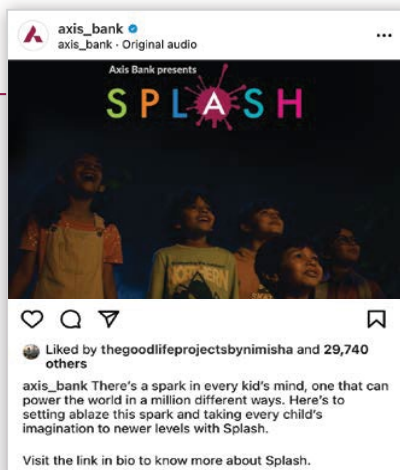 axis_bank
axis_bank · Original audio
Axis Bank presents
SPLASH
NORTHERN
Liked by thegoodlifeprojectsbynimisha and 29,740
others
axis_bank There's a spark in every kid's mind, one that can
power the world in a million different ways. Here's to
setting ablaze this spark and taking every child's
imagination to newer levels with Splash.
Visit the link in bio to know more about Splash.